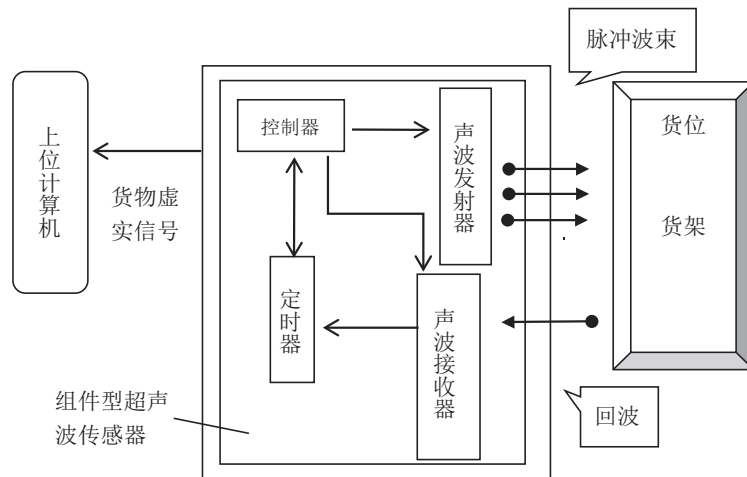 脉冲波束
上位计算机
控制器
声波发射器
货位
货架
货物虚
实信号
定时器
声波接收器
组件型超声
波传感器
回波